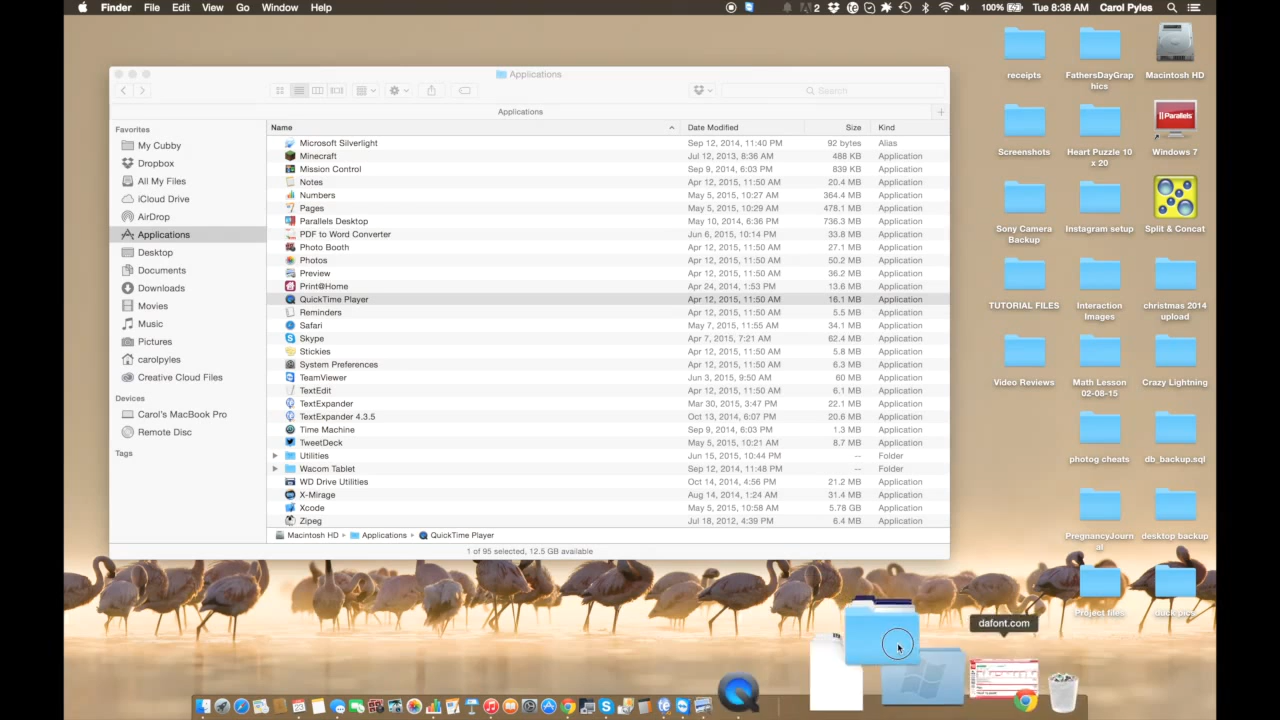 Finder File Edit View Go Window Help 2 100% Tue 8:38 AM Carol Pyles
Applications
Search
Applications
Favorites
My Cubby
Dropbox
All My Files
iCloud Drive
AirDrop
Applications
Desktop
Documents
Downloads
Movies
Music
Pictures
carolpyles
Creative Cloud Files
Devices
Carol's MacBook Pro
Remote Disc
Tags
Name Date Modified Size Kind
Microsoft Silverlight Sep 12, 2014, 11:40 PM 92 bytes Alias
Minecraft Jul 12, 2013, 8:36 AM 488 KB Application
Mission Control Sep 9, 2014, 6:03 PM 839 KB Application
Notes Apr 12, 2015, 11:50 AM 20.4 MB Application
Numbers May 5, 2015, 10:27 AM 364.4 MB Application
Pages May 5, 2015, 10:29 AM 478.1 MB Application
Parallels Desktop May 10, 2014, 6:36 PM 736.3 MB Application
PDF to Word Converter Jun 6, 2015, 10:14 PM 33.8 MB Application
Photo Booth Apr 12, 2015, 11:50 AM 27.1 MB Application
Photos Apr 12, 2015, 11:50 AM 50.2 MB Application
Preview Apr 12, 2015, 11:50 AM 36.2 MB Application
Print@Home Apr 24, 2014, 1:53 PM 13.6 MB Application
QuickTime Player Apr 12, 2015, 11:50 AM 16.1 MB Application
Reminders Apr 12, 2015, 11:50 AM 5.5 MB Application
Safari May 7, 2015, 11:55 AM 34.1 MB Application
Skype Apr 7, 2015, 7:21 AM 62.4 MB Application
Stickies Apr 12, 2015, 11:50 AM 5.8 MB Application
System Preferences Apr 12, 2015, 11:50 AM 6.3 MB Application
TeamViewer Jun 3, 2015, 9:50 AM 60 MB Application
TextEdit Apr 12, 2015, 11:50 AM 6.1 MB Application
TextExpander Mar 30, 2015, 3:47 PM 22.1 MB Application
TextExpander 4.3.5 Oct 13, 2014, 6:07 PM 20.6 MB Application
Time Machine Sep 9, 2014, 6:03 PM 1.3 MB Application
TweetDeck May 5, 2015, 10:21 AM 8.7 MB Application
Utilities Jun 15, 2015, 10:44 PM -- Folder
Wacom Tablet Sep 12, 2014, 11:48 PM -- Folder
WD Drive Utilities Oct 14, 2014, 4:56 PM 21.2 MB Application
X-Mirage Aug 14, 2014, 1:24 AM 31.4 MB Application
Xcode May 5, 2015, 10:58 AM 5.78 GB Application
Zipeg Jul 18, 2012, 4:39 PM 6.4 MB Application
Macintosh HD Applications QuickTime Player
1 of 95 selected, 12.5 GB available
receipts
FathersDayGrap
hics
Macintosh HD
Parallels
Screenshots
Heart Puzzle 10
x 20
Windows 7
Sony Camera
Backup
Instagram setup
Split & Concat
TUTORIAL FILES
Interaction
Images
christmas 2014
upload
Video Reviews
Math Lesson
02-08-15
Crazy Lightning
photog cheats
db_backup.sql
PregnancyJourn
al
desktop backup
Project files
duck pics
dafont.com